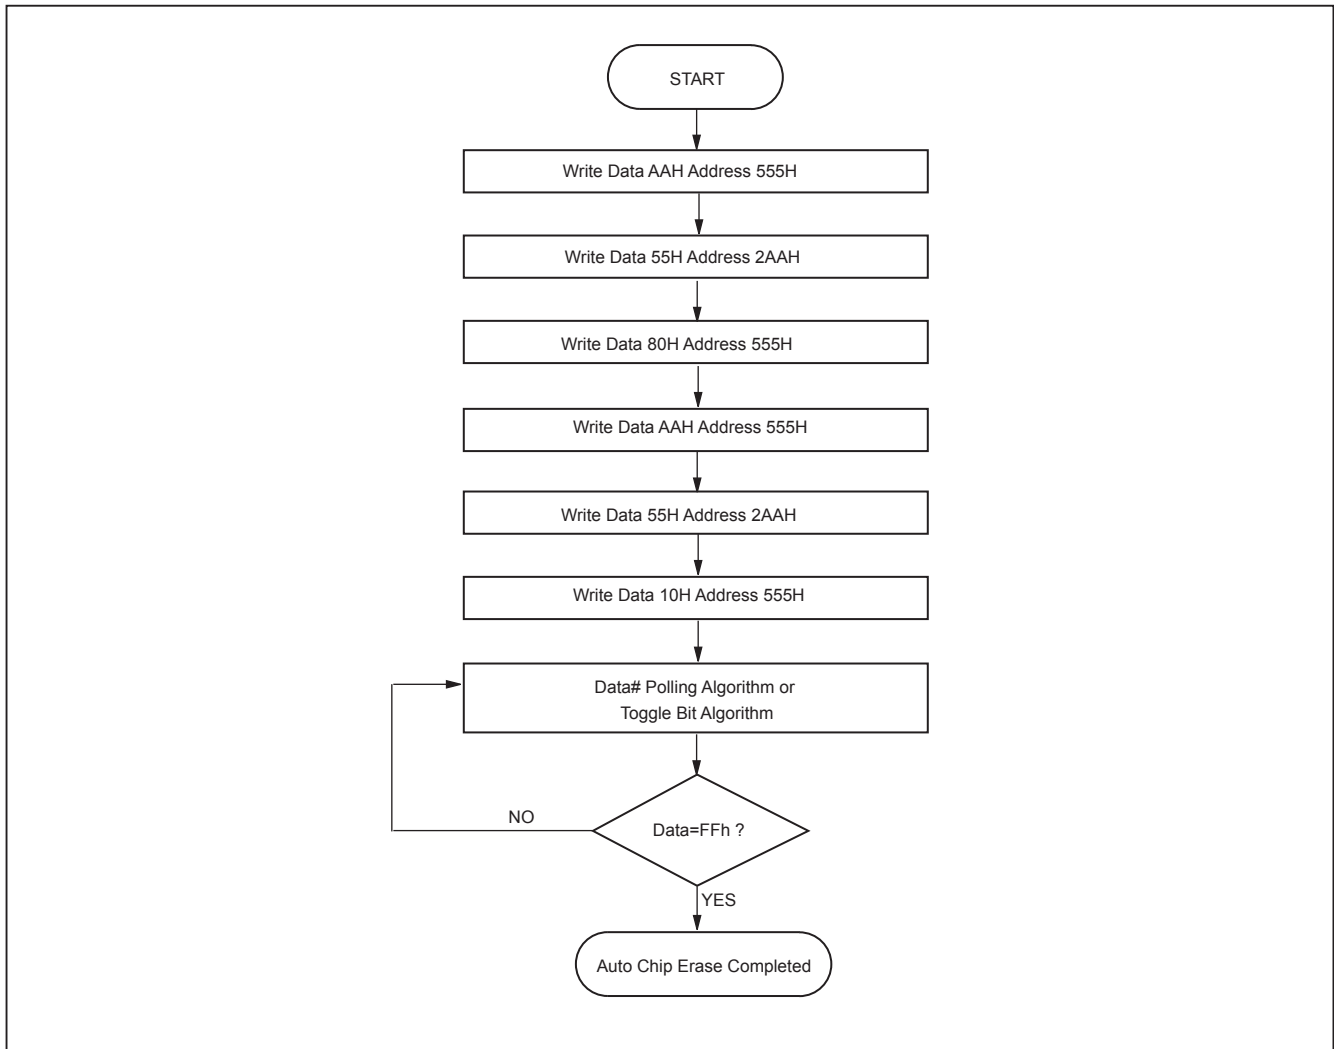 START
Write Data AAH Address 555H
Write Data 55H Address 2AAH
Write Data 80H Address 555H
Write Data AAH Address 555H
Write Data 55H Address 2AAH
Write Data 10H Address 555H
Data# Polling Algorithm or
Toggle Bit Algorithm
NO
Data=FFh ?
YES
Auto Chip Erase Completed